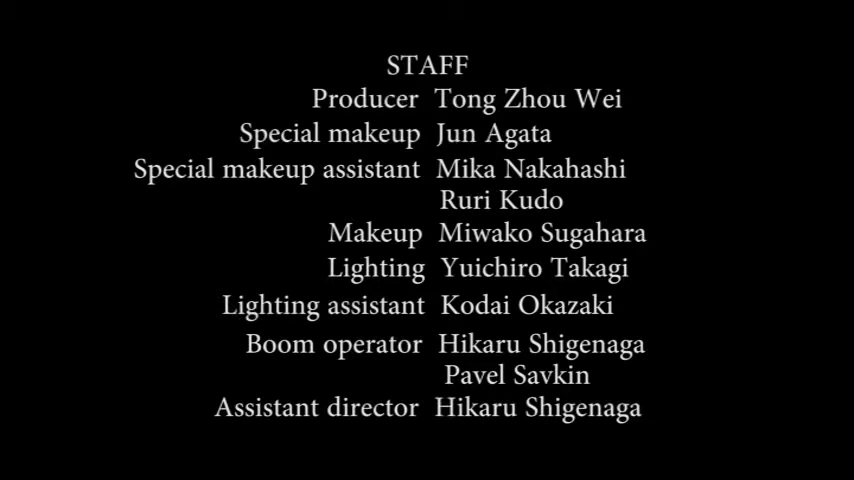 STAFF
Producer Tong Zhou Wei
Special makeup Jun Agata
Special makeup assistant Mika Nakahashi
Ruri Kudo
Makeup Miwako Sugahara
Lighting Yuichiro Takagi
Lighting assistant Kodai Okazaki
Boom operator Hikaru Shigenaga
Pavel Savkin
Assistant director Hikaru Shigenaga